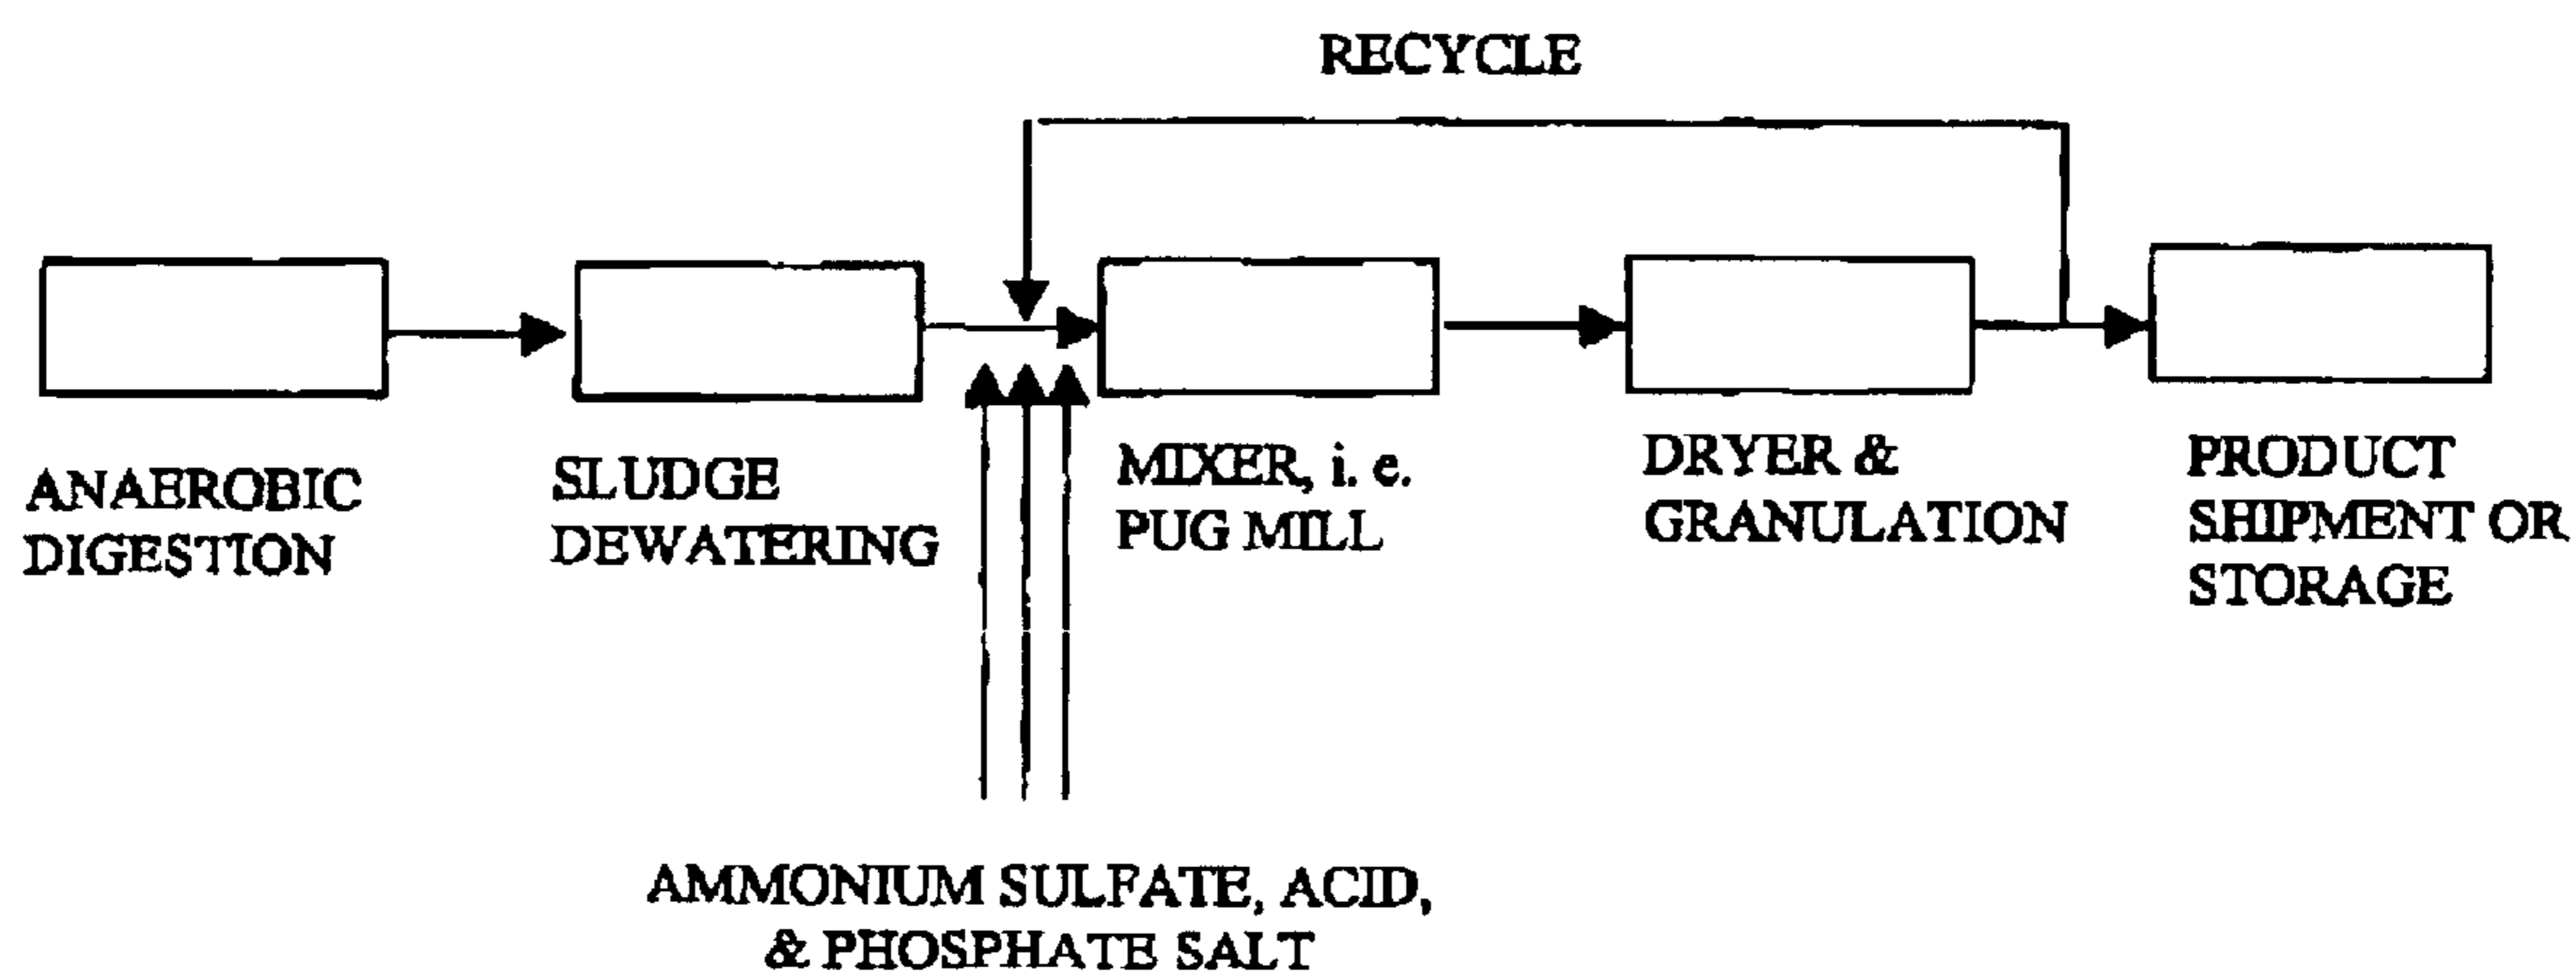 RECYCLE
ANAEROBIC
DIGESTION
SLUDGE
DEWATERING
MIXER, i. e.
PUG MILL
DRYER &
GRANULATION
PRODUCT
SHIPMENT OR
STORAGE
AMMONIUM SULFATE, ACID,
& PHOSPHATE SALT